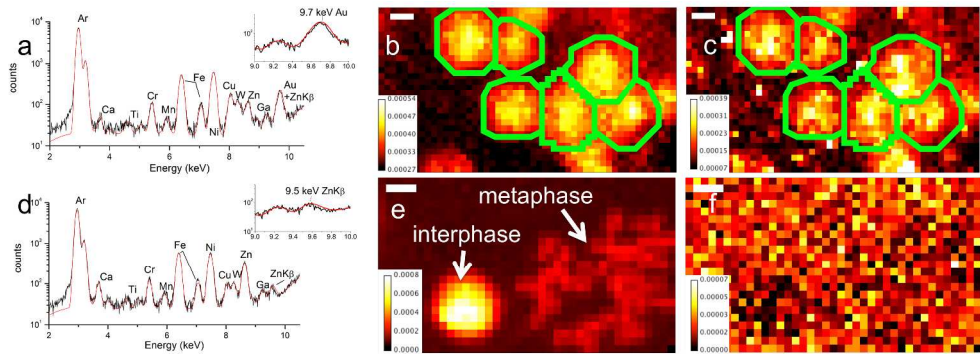 a
Ar
9.7 keV Au
10²
10¹
9.0 9.2 9.4 9.6 9.8 10.0
counts
10⁴
10³
10²
10¹
Ca
Ti
Cr
Mn
Fe
Ni
Cu
W Zn
Ga
Au
+ZnKβ
2 4 6 8 10
Energy (keV)
b
0.00054
0.00047
0.00040
0.00033
0.00027
c
0.00039
0.00031
0.00023
0.00015
0.00007
d
Ar
9.5 keV ZnKβ
10²
9.0 9.2 9.4 9.6 9.8 10.0
counts
10⁴
10³
10²
10¹
Ca
Ti
Cr
Mn
Fe
Ni
Cu W
Zn
Ga
ZnKβ
2 4 6 8 10
Energy (keV)
e
metaphase
interphase
0.0008
0.0006
0.0004
0.0002
0.0000
f
0.00007
0.00005
0.00004
0.00002
0.00000